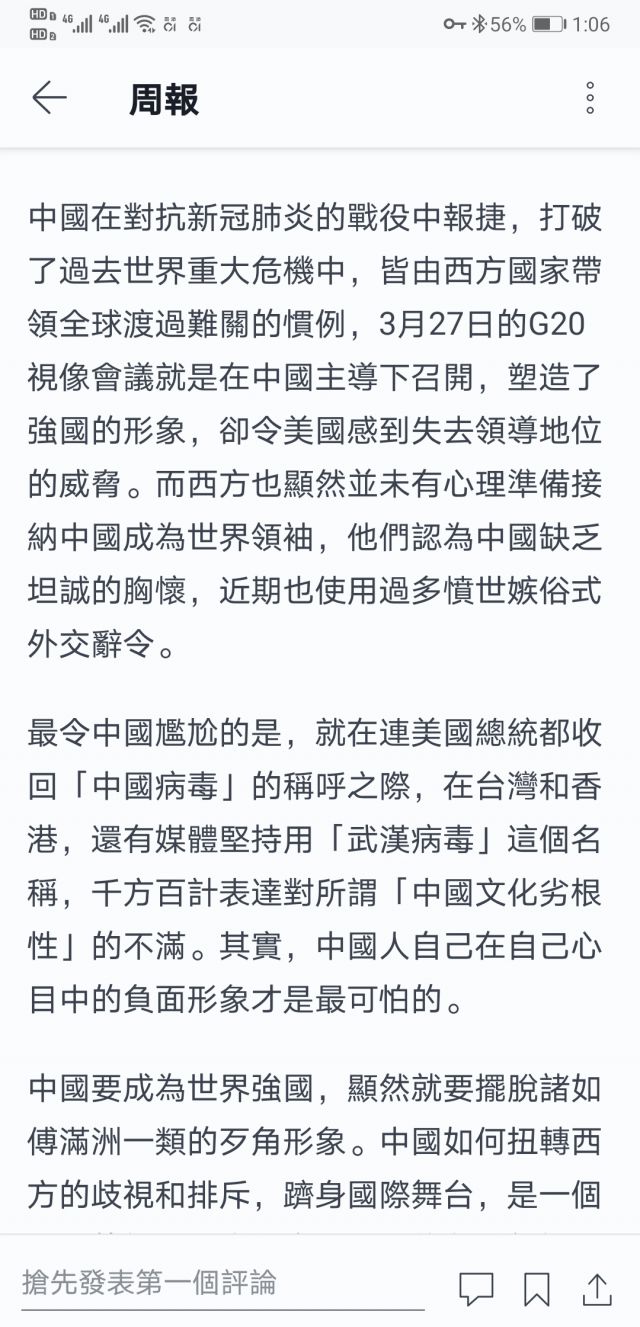 HD 1 4G 4G 56% 1:06
HD 2
周報
中國在對抗新冠肺炎的戰役中報捷，打破
了過去世界重大危機中，皆由西方國家帶
領全球渡過難關的慣例，3月27日的G20
視像會議就是在中國主導下召開，塑造了
強國的形象，卻令美國感到失去領導地位
的威脅。而西方也顯然並未有心理準備接
納中國成為世界領袖，他們認為中國缺乏
坦誠的胸懷，近期也使用過多憤世嫉俗式
外交辭令。
最令中國尷尬的是，就在連美國總統都收
回「中國病毒」的稱呼之際，在台灣和香
港，還有媒體堅持用「武漢病毒」這個名
稱，千方百計表達對所謂「中國文化劣根
性」的不滿。其實，中國人自己在自己心
目中的負面形象才是最可怕的。
中國要成為世界強國，顯然就要擺脫諸如
傅滿洲一類的歹角形象。中國如何扭轉西
方的歧視和排斥，躋身國際舞台，是一個
搶先發表第一個評論